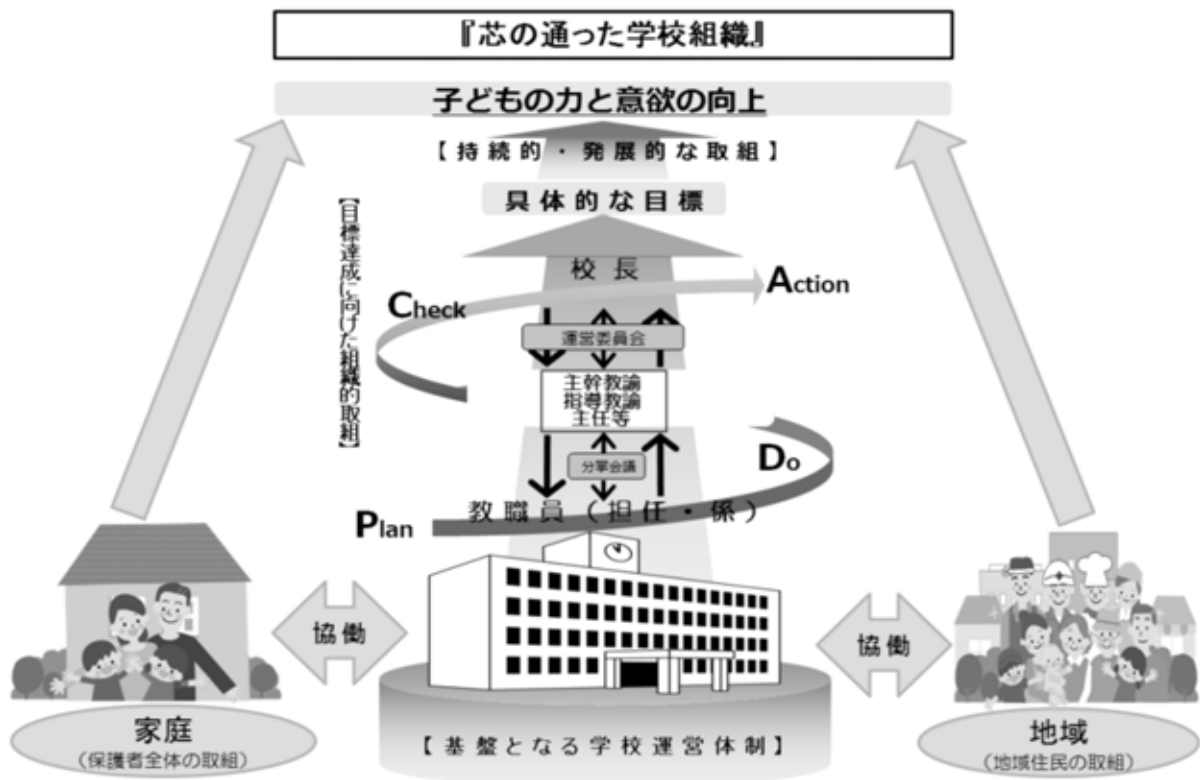 『芯の通った学校組織』
子どもの力と意欲の向上
【持続的・発展的な取組】
具体的な目標
【目標達成に向けた組織的取組】
校長
Check
Action
運営委員会
主幹教諭
指導教諭
主任等
分掌会議
Do
教職員（担任・係）
Plan
協働
協働
家庭
（保護者全体の取組）
【基盤となる学校運営体制】
地域
（地域住民の取組）